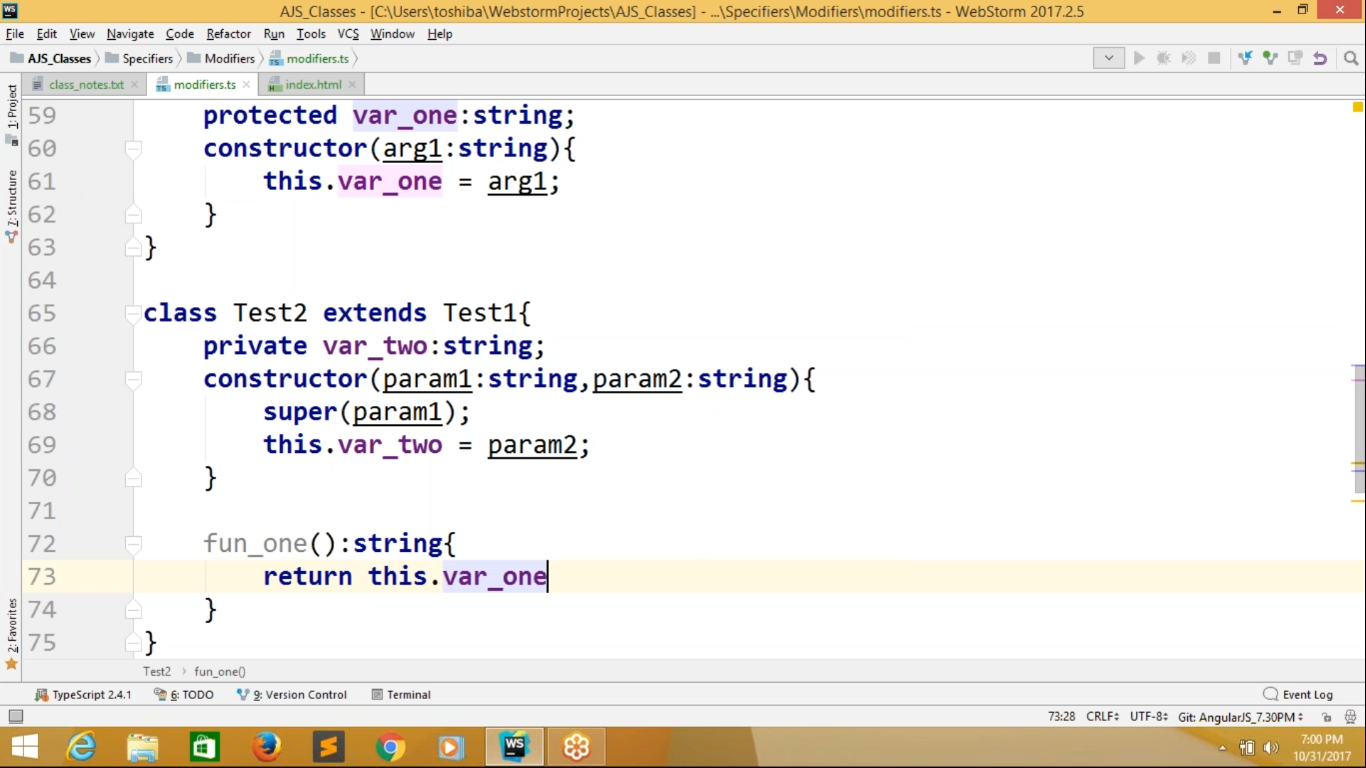 AJS_Classes - [C:\Users\toshiba\WebstormProjects\AJS_Classes] - ...\Specifiers\Modifiers\modifiers.ts - WebStorm 2017.2.5
File Edit View Navigate Code Refactor Run Tools VCS Window Help
AJS_Classes Specifiers Modifiers modifiers.ts
class_notes.txt modifiers.ts index.html
1: Project
7: Structure
2: Favorites
59 protected var_one:string;
60 constructor(arg1:string){
61 this.var_one = arg1;
62 }
63 }
64
65 class Test2 extends Test1{
66 private var_two:string;
67 constructor(param1:string,param2:string){
68 super(param1);
69 this.var_two = param2;
70 }
71
72 fun_one():string{
73 return this.var_one
74 }
75 }
Test2 fun_one()
TypeScript 2.4.1 6: TODO 9: Version Control Terminal Event Log
73:28 CRLF UTF-8 Git: AngularJS_7.30PM
7:00 PM
10/31/2017